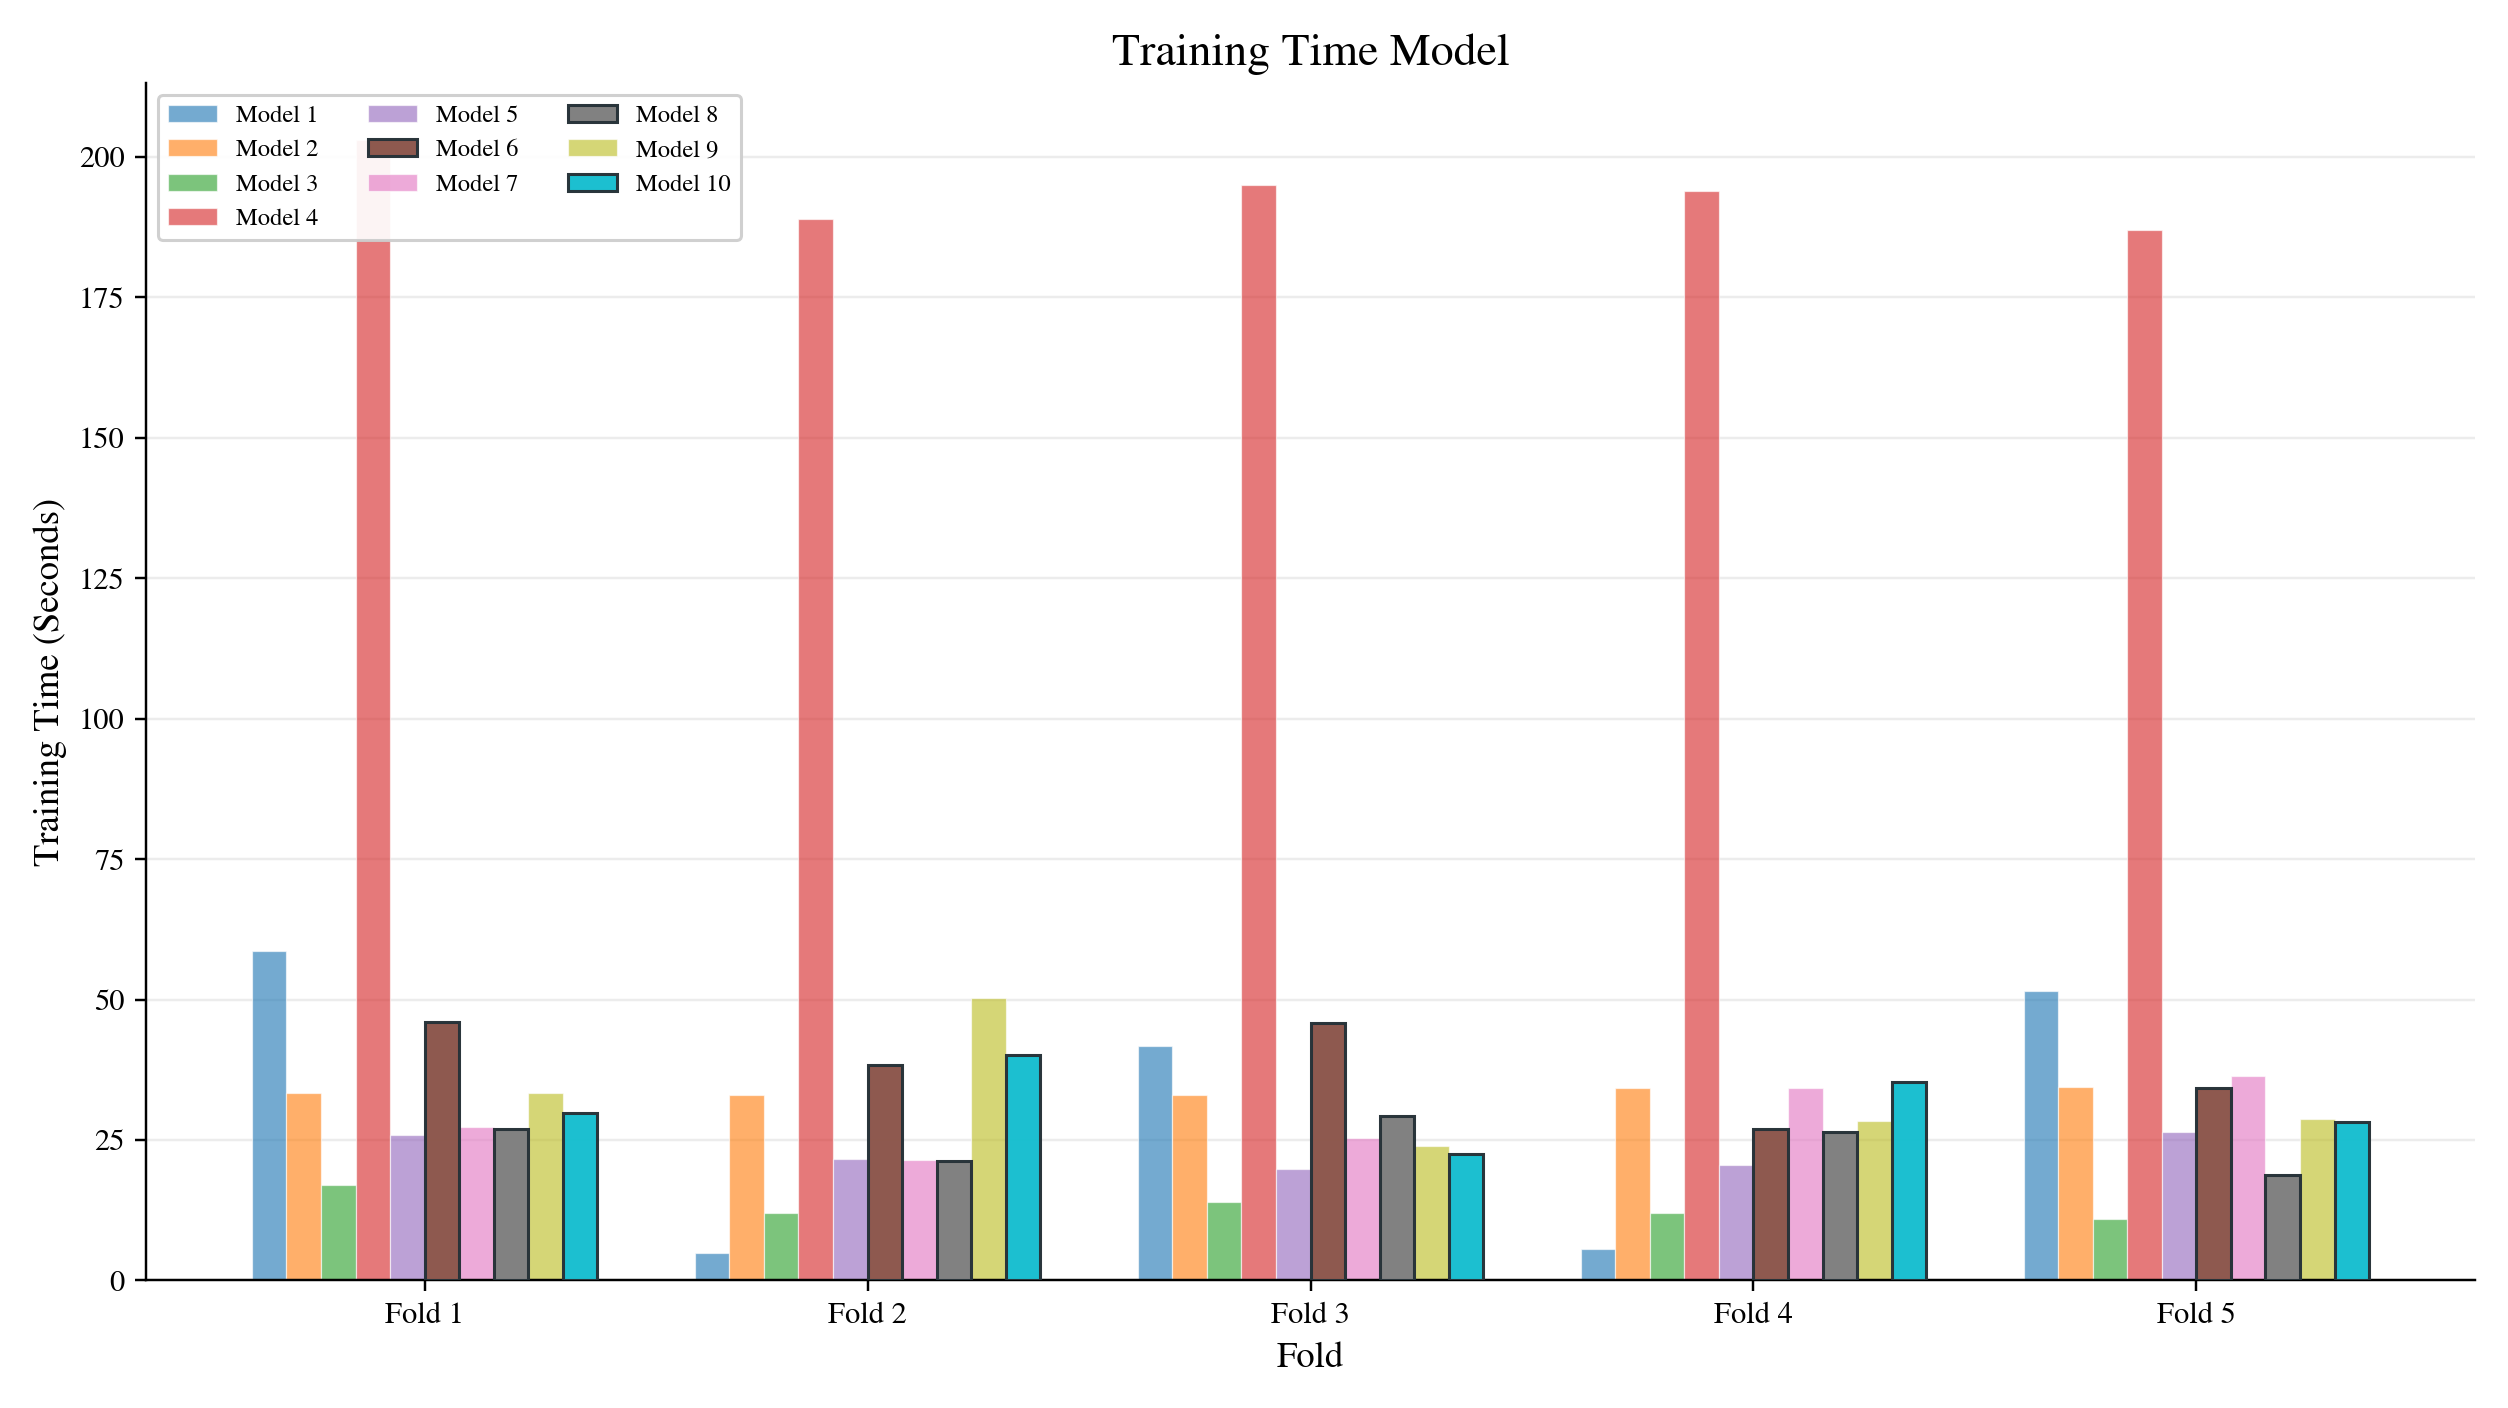 Training Time Model
Model 1
Model 2
Model 3
Model 4
Model 5
Model 6
Model 7
Model 8
Model 9
Model 10
Training Time (Seconds)
200
175
150
125
100
75
50
25
0
Fold 1
Fold 2
Fold 3
Fold 4
Fold 5
Fold